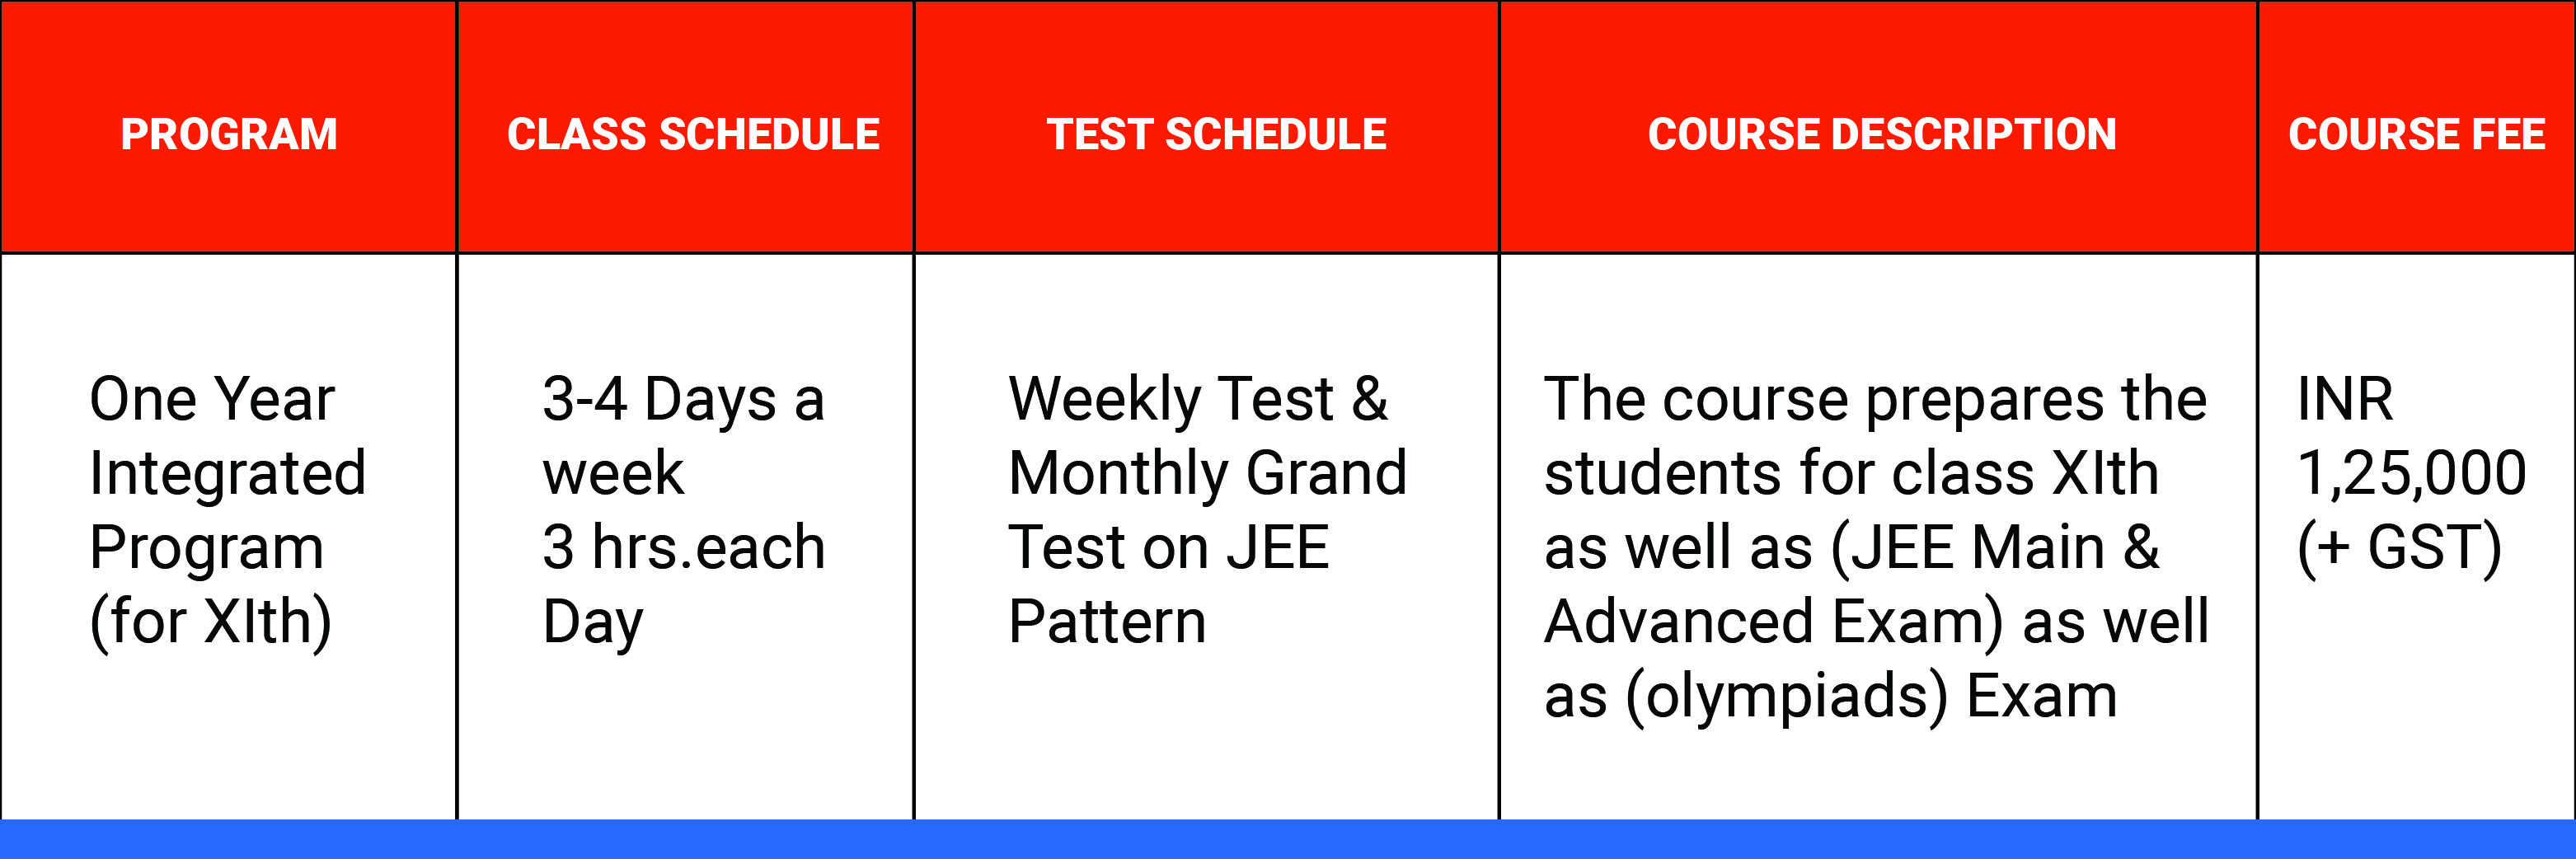 PROGRAM
CLASS SCHEDULE
TEST SCHEDULE
COURSE DESCRIPTION
COURSE FEE
One Year
Integrated
Program
(for XIth)
3-4 Days a
week
3 hrs.each
Day
Weekly Test &
Monthly Grand
Test on JEE
Pattern
The course prepares the
students for class XIth
as well as (JEE Main &
Advanced Exam) as well
as (olympiads) Exam
INR
1,25,000
(+ GST)